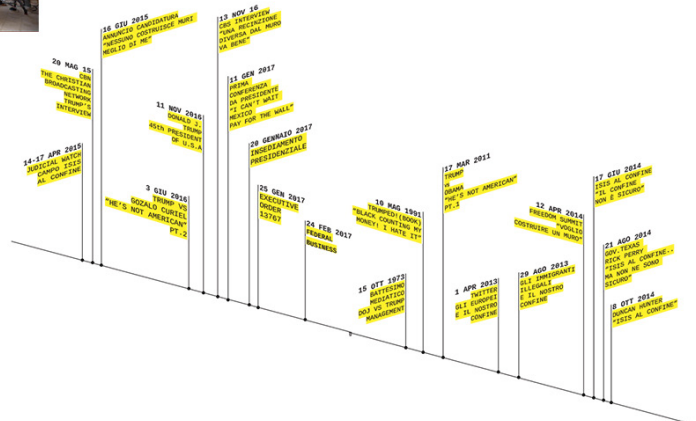 14-17 APR 2015
JUDICIAL WATCH
CAMPO ISIS
AL CONFINE
20 MAG 15
CBN
THE CHRISTIAN
BROADCASTING
NETWORK
TRUMP'S
INTERVIEW
16 GIU 2015
ANNUNCIO CANDIDATURA
"NESSUNO COSTRUISCE MURI
MEGLIO DI ME"
3 GIU 2016
TRUMP VS
GOZALO CURIEL
"HE'S NOT AMERICAN"
PT.2
11 NOV 2016
DONALD J.
TRUMP
45th PRESIDENT
OF U.S.A
13 NOV 16
CBS INTERVIEW
"UNA RECINZIONE
DIVERSA DAL MURO
VA BENE"
11 GEN 2017
PRIMA
CONFERENZA
DA PRESIDENTE
"I CAN'T WAIT
MEXICO
PAY FOR THE WALL"
20 GENNAIO 2017
INSEDIAMENTO
PRESIDENZIALE
25 GEN 2017
EXECUTIVE
ORDER
13767
24 FEB 2017
FEDERAL
BUSINESS
15 OTT 1973
BATTESIMO
MEDIATICO
DOJ VS TRUMP
MANAGEMENT
10 MAG 1991
TRUMPED!(BOOK)
"BLACK COUNTING MY
MONEY! I HATE IT"
17 MAR 2011
TRUMP
vs
OBAMA
"HE'S NOT AMERICAN"
PT.1
1 APR 2013
TWITTER
GLI EUROPEI
E IL NOSTRO
CONFINE
29 AGO 2013
GLI IMMIGRANTI
ILLEGALI
E IL NOSTRO
CONFINE
12 APR 2014
FREEDOM SUMMIT
"VOGLIO
COSTRUIRE UN MURO"
17 GIU 2014
ISIS AL CONFINE
"IL CONFINE
NON È SICURO"
21 AGO 2014
GOV.TEXAS
RICK PERRY
"ISIS AL CONFINE..
MA NON NE SONO
SICURO"
8 OTT 2014
DUNCAN HUNTER
"ISIS AL CONFINE"